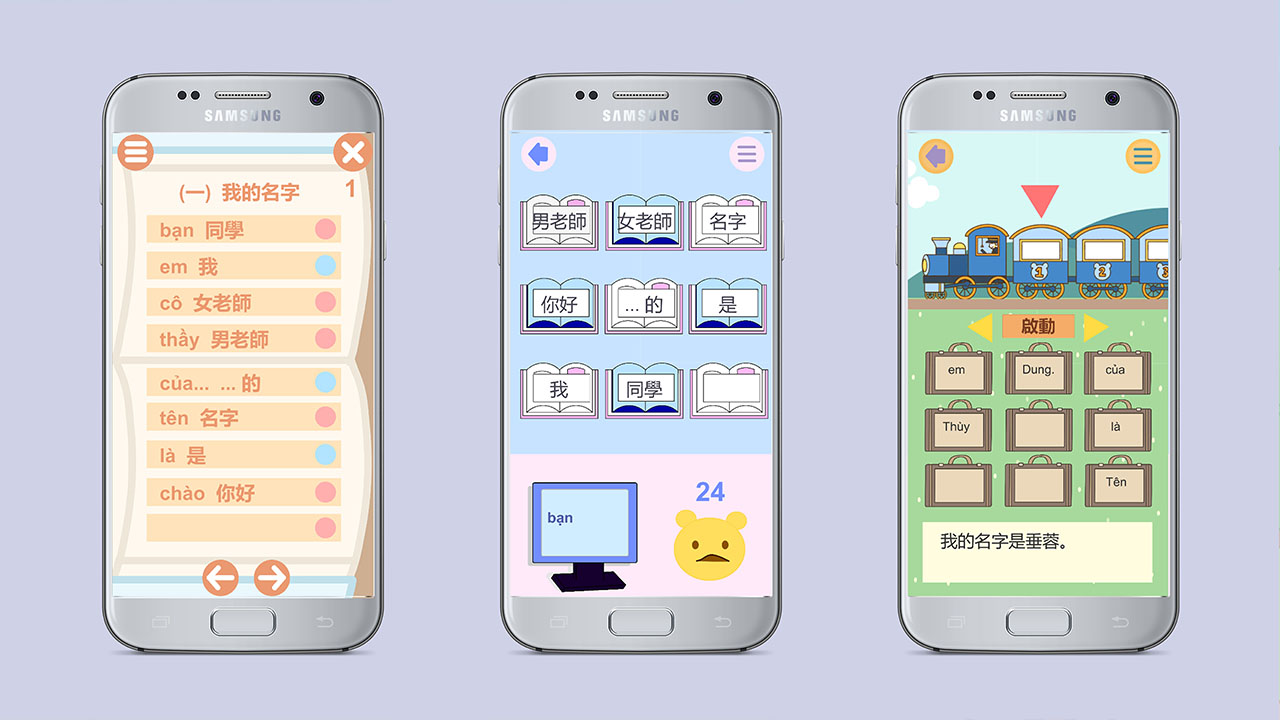 SAMSUNG
(一) 我的名字
1
bạn 同學
em 我
cô 女老師
thầy 男老師
của... ...的
tên 名字
là 是
chào 你好
SAMSUNG
男老師 女老師 名字
你好 ...的 是
我 同學
bạn
24
SAMSUNG
1 2 3
啟動
em Dung. của
Thùy là
Tên
我的名字是垂蓉。